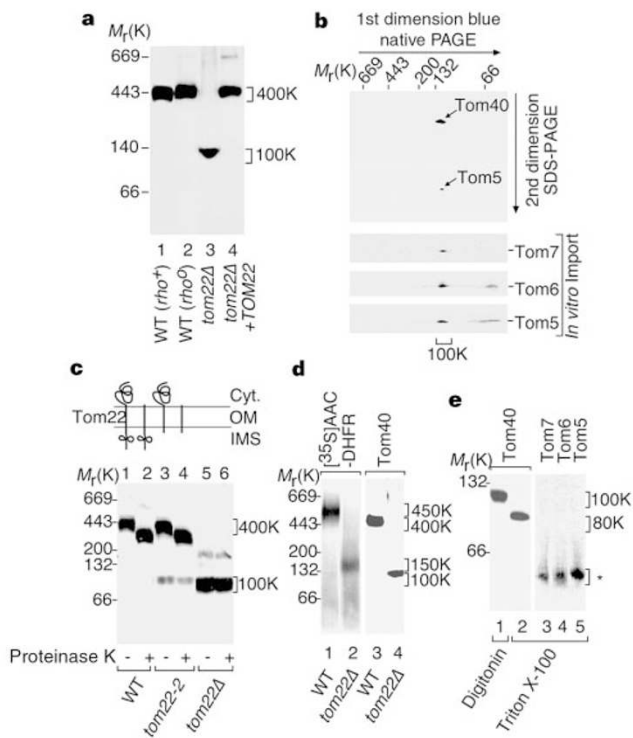 a
Mr(K)
669-
443-
140-
66-
]400K
]100K
1 2 3 4
WT (rho+)
WT (rho0)
tom22Δ
tom22Δ
+TOM22
b
1st dimension blue
native PAGE
Mr(K)
669
443
200
132
66
Tom40
Tom5
2nd dimension
SDS-PAGE
Tom7
Tom6
Tom5
In vitro Import
100K
c
Tom22
Cyt.
OM
IMS
Mr(K) 1 2 3 4 5 6
669-
443-
200-
132-
66-
]400K
]100K
Proteinase K - + - + - +
WT
tom22-2
tom22Δ
d
[35S]AAC
-DHFR
Tom40
Mr(K)
669-
443-
200-
132-
66-
]450K
]400K
]150K
]100K
1 2 3 4
WT
tom22Δ
WT
tom22Δ
e
Tom40
Tom7
Tom6
Tom5
Mr(K)
132-
66-
]100K
]80K
] *
1 2 3 4 5
Digitonin
Triton X-100